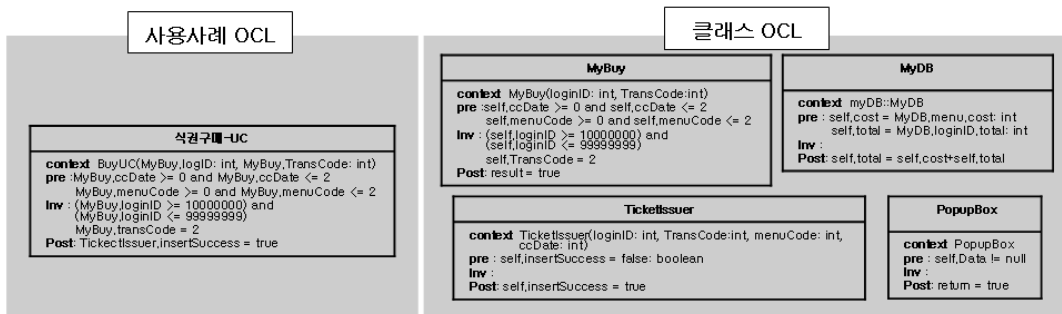 사용사례 OCL
식권구매-UC
context BuyUC(MyBuy,logID: int, MyBuy,TransCode: int)
pre :MyBuy,ccDate >= 0 and MyBuy,ccDate <= 2
MyBuy,menuCode >= 0 and MyBuy,menuCode <= 2
Inv : (MyBuy,loginID >= 10000000) and
(MyBuy,loginID <= 99999999)
MyBuy,transCode = 2
Post: TickectIssuer,insertSuccess = true
클래스 OCL
MyBuy
context MyBuy(loginID: int, TransCode:int)
pre :self,ccDate >= 0 and self,ccDate <= 2
self,menuCode >= 0 and self,menuCode <= 2
Inv : (self,loginID >= 10000000) and
(self,loginID <= 99999999)
self,TransCode = 2
Post: result = true
MyDB
context myDB::MyDB
pre : self,cost = MyDB,menu,cost: int
self,total = MyDB,loginID,total: int
Inv :
Post: self,total = self,cost+self,total
TicketIssuer
context TicketIssuer(loginID: int, TransCode:int, menuCode: int,
ccDate: int)
pre : self,insertSuccess = false: boolean
Inv :
Post: self,insertSuccess = true
PopupBox
context PopupBox
pre : self,Data != null
Inv :
Post: return = true